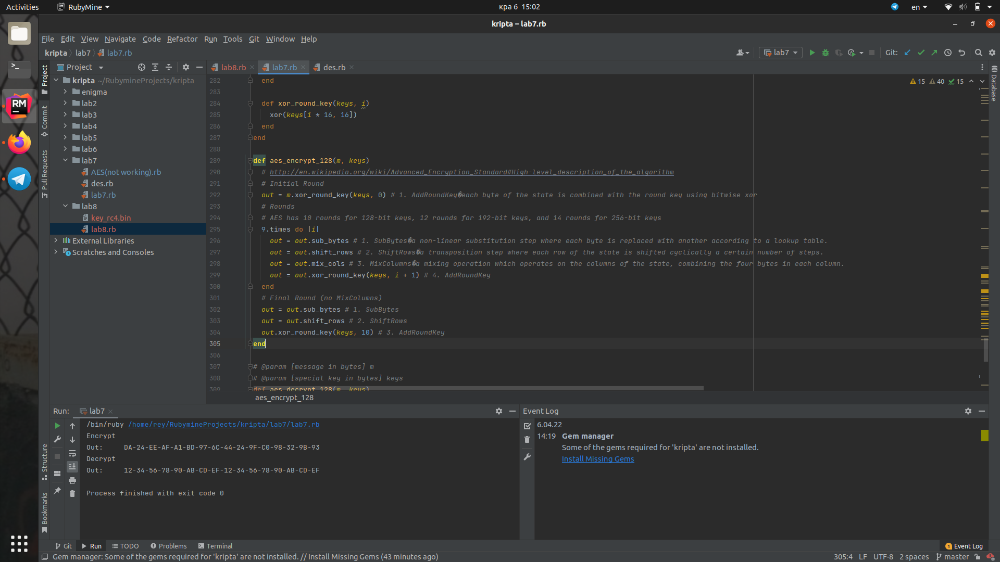 Activities
RubyMine
кра 6 15:02
en
kripta – lab7.rb
File Edit View Navigate Code Refactor Run Tools Git Window Help
kripta lab7 lab7.rb
lab7
Git:
Project
lab8.rb
lab7.rb
des.rb
Project
Commit
Pull Requests
Structure
Bookmarks
Database
kripta ~/RubymineProjects/kripta
enigma
lab2
lab3
lab4
lab5
lab6
lab7
AES(not working).rb
des.rb
lab7.rb
lab8
key_rc4.bin
lab8.rb
External Libraries
Scratches and Consoles
15 40 15
282 end
283
284 def xor_round_key(keys, i)
285 xor(keys[i * 16, 16])
286 end
287 end
288
289 def aes_encrypt_128(m, keys)
290 # http://en.wikipedia.org/wiki/Advanced_Encryption_Standard#High-level_description_of_the_algorithm
291 # Initial Round
292 out = m.xor_round_key(keys, 0) # 1. AddRoundKey�each byte of the state is combined with the round key using bitwise xor
293 # Rounds
294 # AES has 10 rounds for 128-bit keys, 12 rounds for 192-bit keys, and 14 rounds for 256-bit keys
295 9.times do |i|
296 out = out.sub_bytes # 1. SubBytes�a non-linear substitution step where each byte is replaced with another according to a lookup table.
297 out = out.shift_rows # 2. ShiftRows�a transposition step where each row of the state is shifted cyclically a certain number of steps.
298 out = out.mix_cols # 3. MixColumns�a mixing operation which operates on the columns of the state, combining the four bytes in each column.
299 out = out.xor_round_key(keys, i + 1) # 4. AddRoundKey
300 end
301 # Final Round (no MixColumns)
302 out = out.sub_bytes # 1. SubBytes
303 out = out.shift_rows # 2. ShiftRows
304 out.xor_round_key(keys, 10) # 3. AddRoundKey
305 end
306
307 # @param [message in bytes] m
308 # @param [special key in bytes] keys
309 def aes_decrypt_128(m, keys)
aes_encrypt_128
Run: lab7
/bin/ruby /home/rey/RubymineProjects/kripta/lab7/lab7.rb
Encrypt
Out: DA-24-EE-AF-A1-BD-97-6C-44-24-9F-C0-98-32-9B-93
Decrypt
Out: 12-34-56-78-90-AB-CD-EF-12-34-56-78-90-AB-CD-EF
Process finished with exit code 0
Event Log
6.04.22
14:19 Gem manager
Some of the gems required for 'kripta' are not installed.
Install Missing Gems
Git Run TODO Problems Terminal
1 Event Log
Gem manager: Some of the gems required for 'kripta' are not installed. // Install Missing Gems (43 minutes ago)
305:4 LF UTF-8 2 spaces master
RM